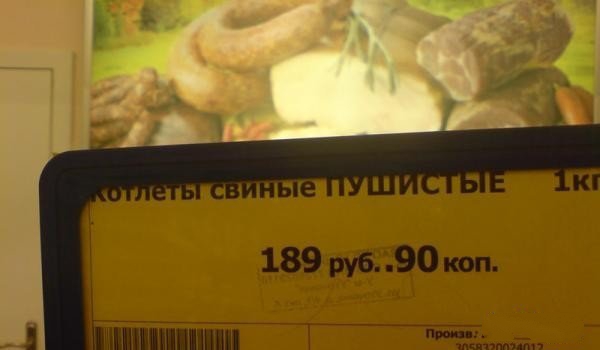 котлеты свиные ПУШИСТЫЕ 1кг
189 руб..90 коп.
Произв.
3058320024012